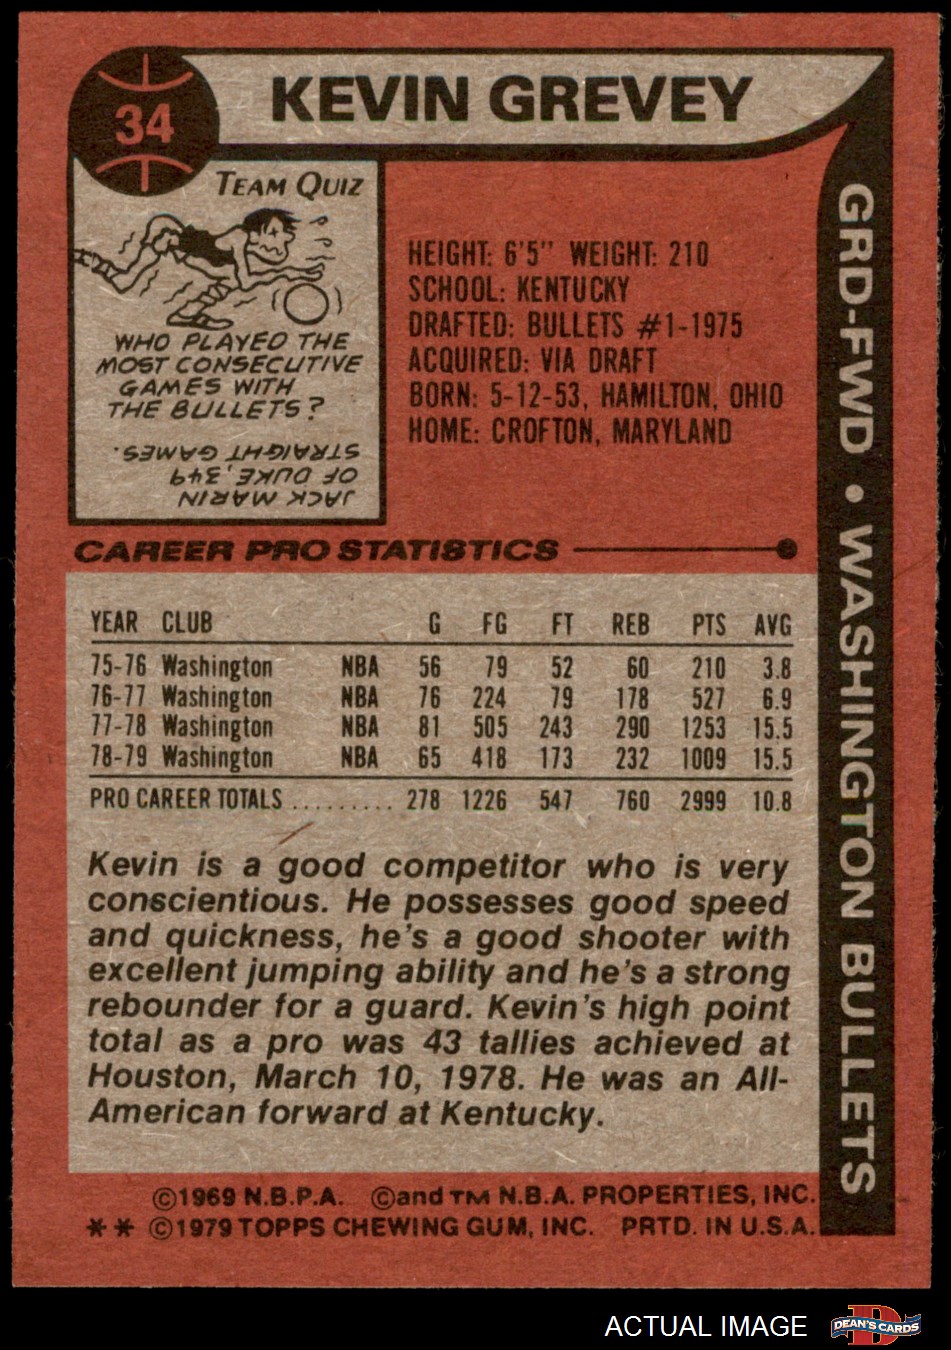 34
KEVIN GREVEY
TEAM QUIZ
WHO PLAYED THE
MOST CONSECUTIVE
GAMES WITH
THE BULLETS?
JACK MARIN
OF DUKE, 349
STRAIGHT GAMES.
HEIGHT: 6'5" WEIGHT: 210
SCHOOL: KENTUCKY
DRAFTED: BULLETS #1-1975
ACQUIRED: VIA DRAFT
BORN: 5-12-53, HAMILTON, OHIO
HOME: CROFTON, MARYLAND
GRD-FWD • WASHINGTON BULLETS
CAREER PRO STATISTICS
YEAR CLUB G FG FT REB PTS AVG
75-76 Washington NBA 56 79 52 60 210 3.8
76-77 Washington NBA 76 224 79 178 527 6.9
77-78 Washington NBA 81 505 243 290 1253 15.5
78-79 Washington NBA 65 418 173 232 1009 15.5
PRO CAREER TOTALS ......... 278 1226 547 760 2999 10.8
Kevin is a good competitor who is very
conscientious. He possesses good speed
and quickness, he's a good shooter with
excellent jumping ability and he's a strong
rebounder for a guard. Kevin's high point
total as a pro was 43 tallies achieved at
Houston, March 10, 1978. He was an All-
American forward at Kentucky.
©1969 N.B.P.A. ©and TM N.B.A. PROPERTIES, INC.
** ©1979 TOPPS CHEWING GUM, INC. PRTD. IN U.S.A.
ACTUAL IMAGE
D
DEAN'S CARDS